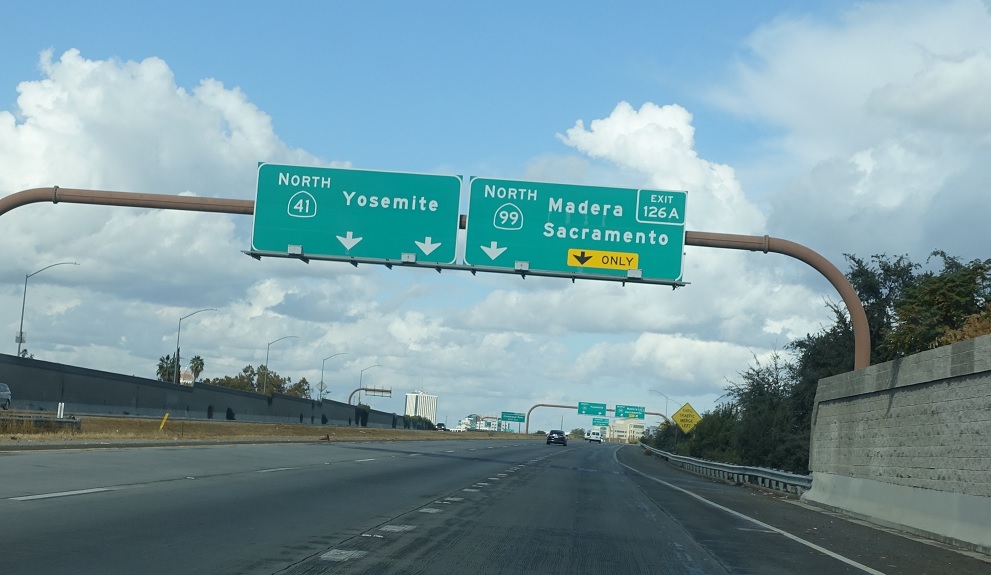 NORTH
41
Yosemite
NORTH
99
Madera
Sacramento
EXIT
126A
ONLY